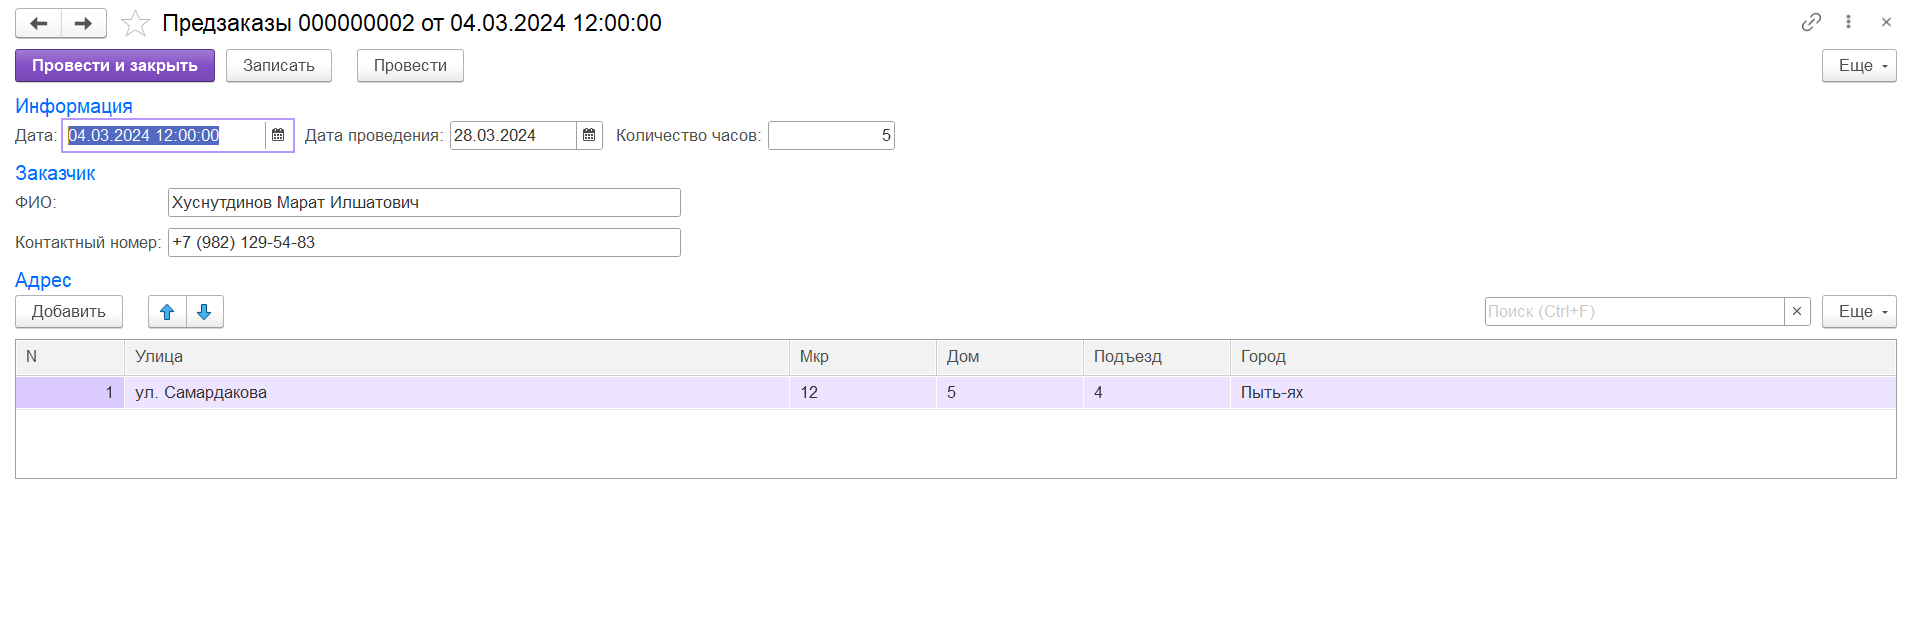 Предзаказы 000000002 от 04.03.2024 12:00:00
Провести и закрыть Записать Провести Еще
Информация
Дата: 04.03.2024 12:00:00 Дата проведения: 28.03.2024 Количество часов: 5
Заказчик
ФИО: Хуснутдинов Марат Илшатович
Контактный номер: +7 (982) 129-54-83
Адрес
Добавить Поиск (Ctrl+F) × Еще
N Улица Мкр Дом Подъезд Город
1 ул. Самардакова 12 5 4 Пыть-ях